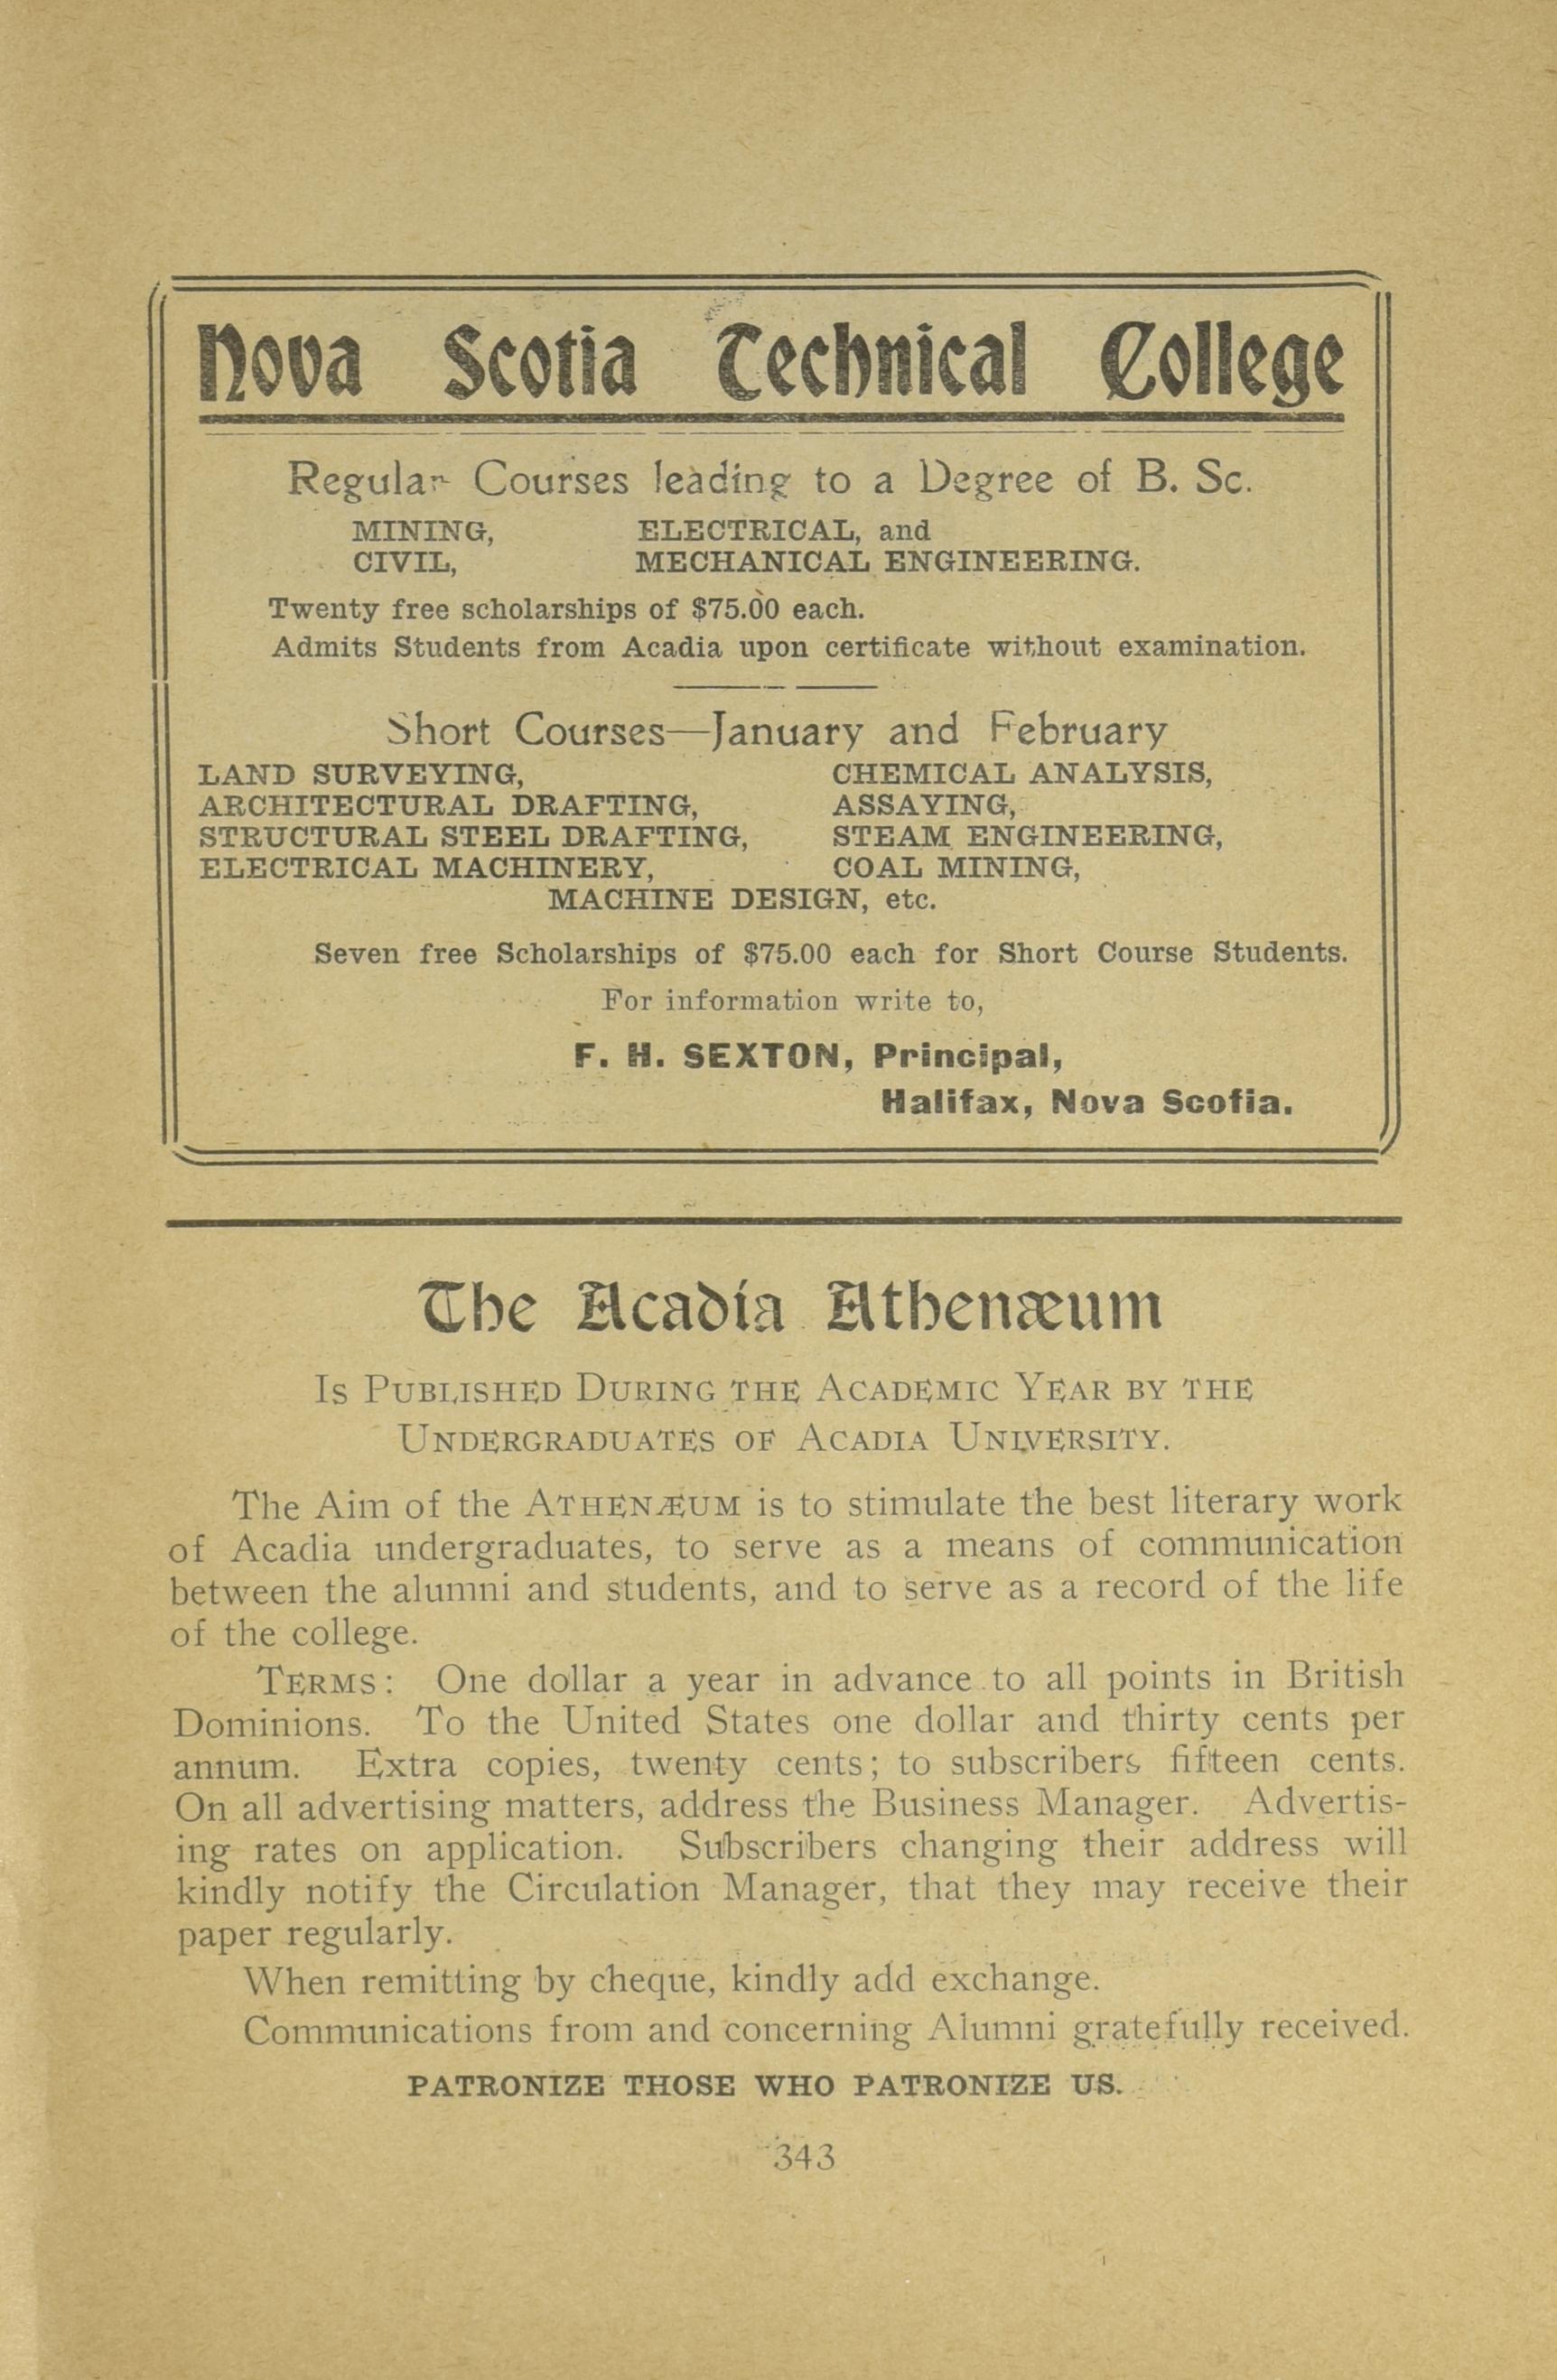 Nova Scotia Technical College
Regular Courses leading to a Degree of B. Sc.
MINING, ELECTRICAL, and
CIVIL, MECHANICAL ENGINEERING.
Twenty free scholarships of $75.00 each.
Admits Students from Acadia upon certificate without examination.
Short Courses—January and February
LAND SURVEYING, CHEMICAL ANALYSIS,
ARCHITECTURAL DRAFTING, ASSAYING,
STRUCTURAL STEEL DRAFTING, STEAM ENGINEERING,
ELECTRICAL MACHINERY, COAL MINING,
MACHINE DESIGN, etc.
Seven free Scholarships of $75.00 each for Short Course Students.
For information write to,
F. H. SEXTON, Principal,
Halifax, Nova Scotia.
The Acadia Athenæum
IS PUBLISHED DURING THE ACADEMIC YEAR BY THE
UNDERGRADUATES OF ACADIA UNIVERSITY.
The Aim of the ATHENÆUM is to stimulate the best literary work
of Acadia undergraduates, to serve as a means of communication
between the alumni and students, and to serve as a record of the life
of the college.
TERMS: One dollar a year in advance to all points in British
Dominions. To the United States one dollar and thirty cents per
annum. Extra copies, twenty cents; to subscribers fifteen cents.
On all advertising matters, address the Business Manager. Advertis-
ing rates on application. Subscribers changing their address will
kindly notify the Circulation Manager, that they may receive their
paper regularly.
When remitting by cheque, kindly add exchange.
Communications from and concerning Alumni gratefully received.
PATRONIZE THOSE WHO PATRONIZE US.
343